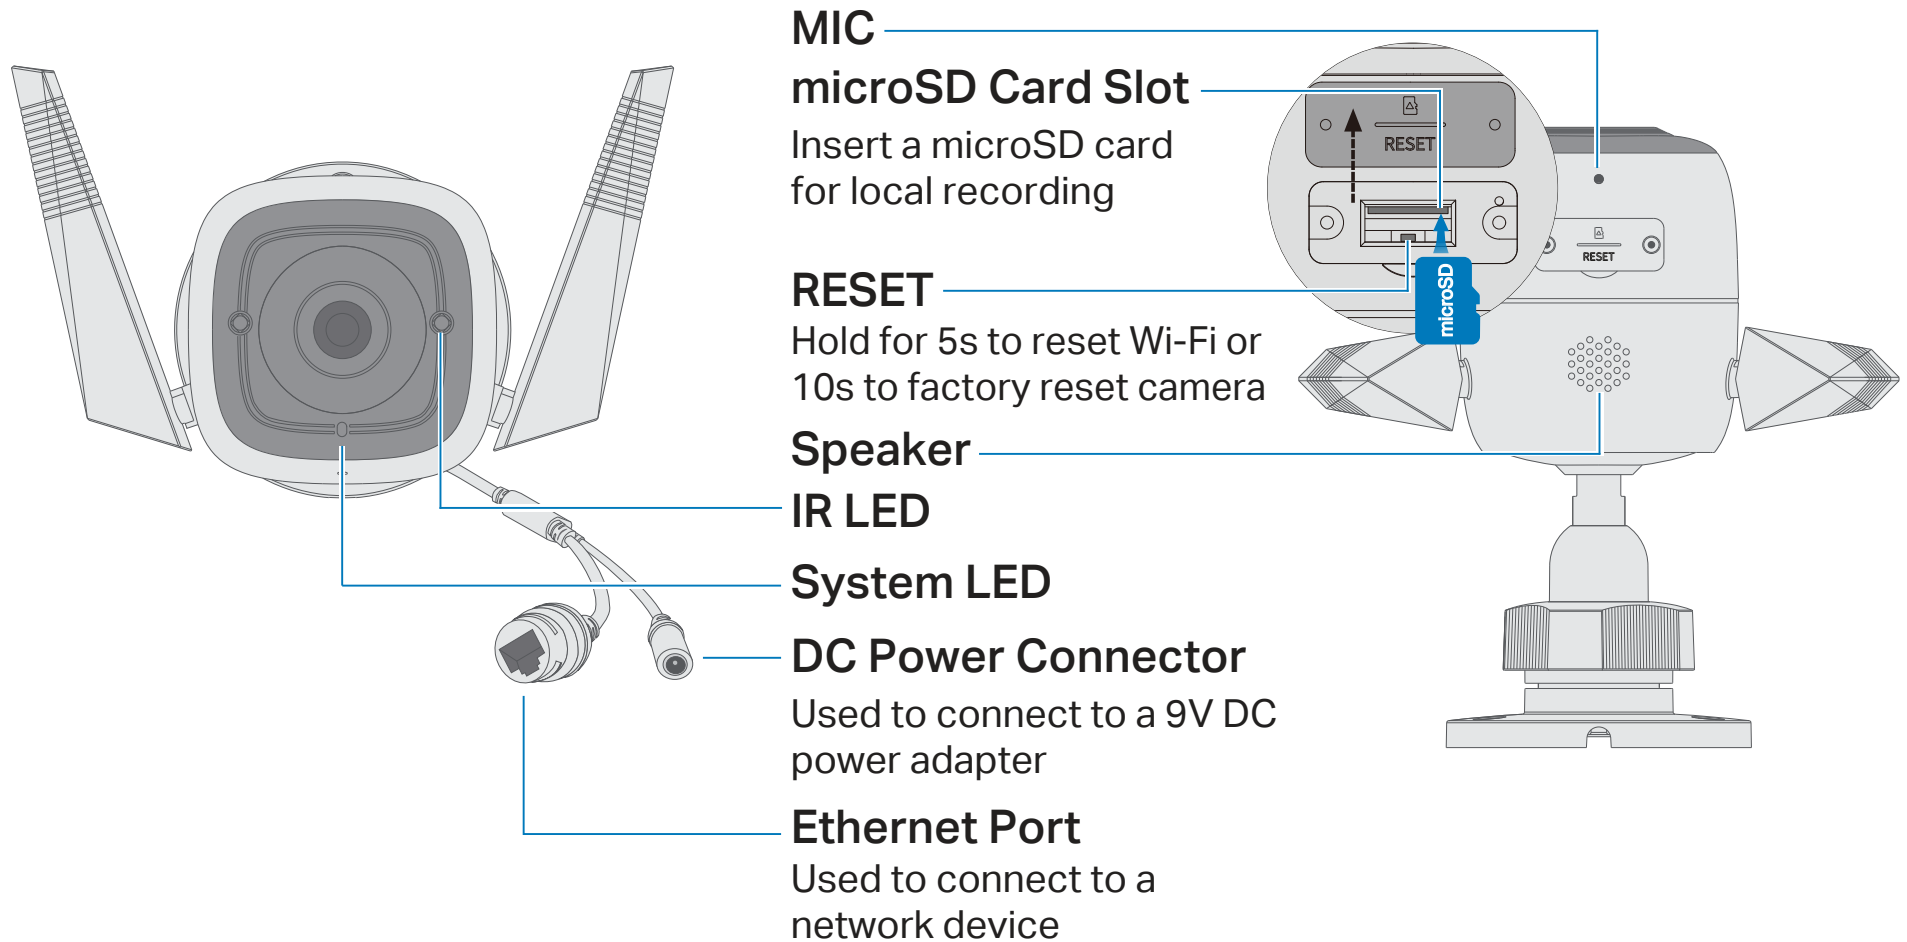 MIC
microSD Card Slot
Insert a microSD card
for local recording
RESET
Hold for 5s to reset Wi-Fi or
10s to factory reset camera
Speaker
IR LED
System LED
DC Power Connector
Used to connect to a 9V DC
power adapter
Ethernet Port
Used to connect to a
network device
RESET
microSD
RESET